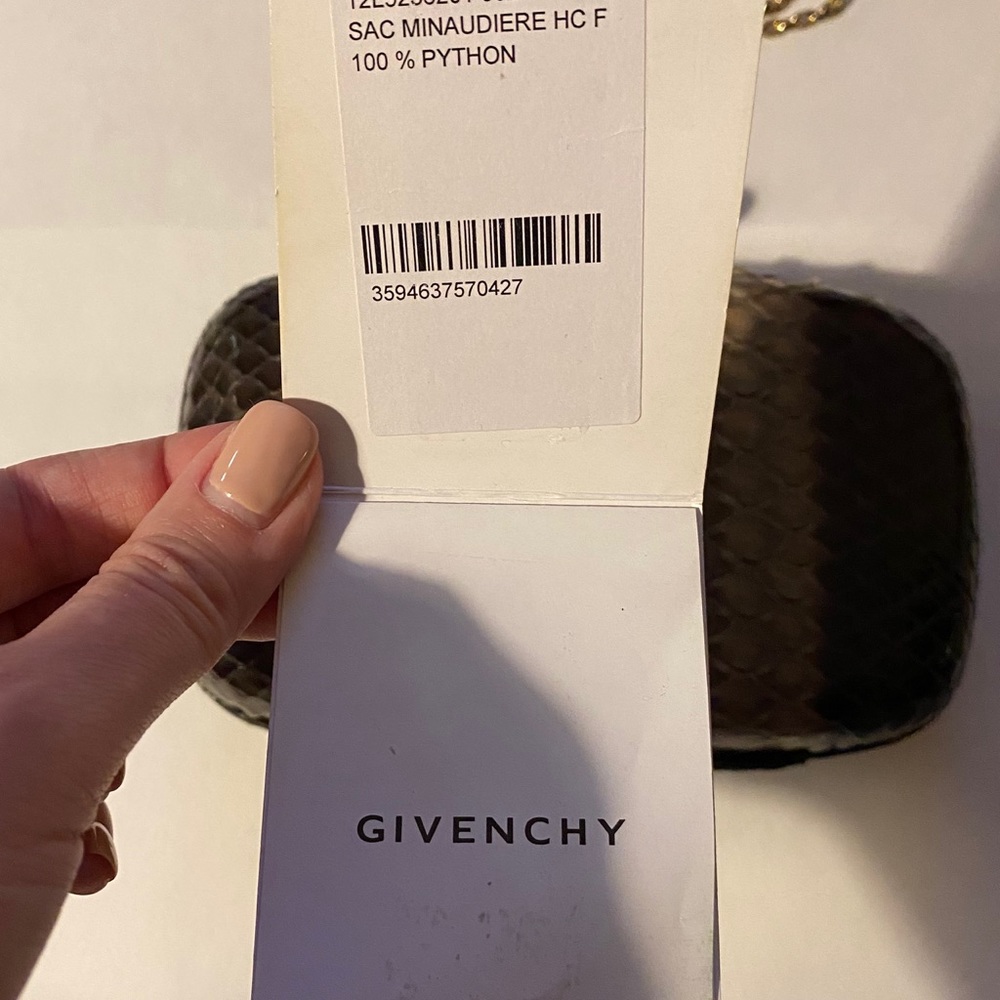 SAC MINAUDIERE HC F
100 % PYTHON
3594637570427
GIVENCHY